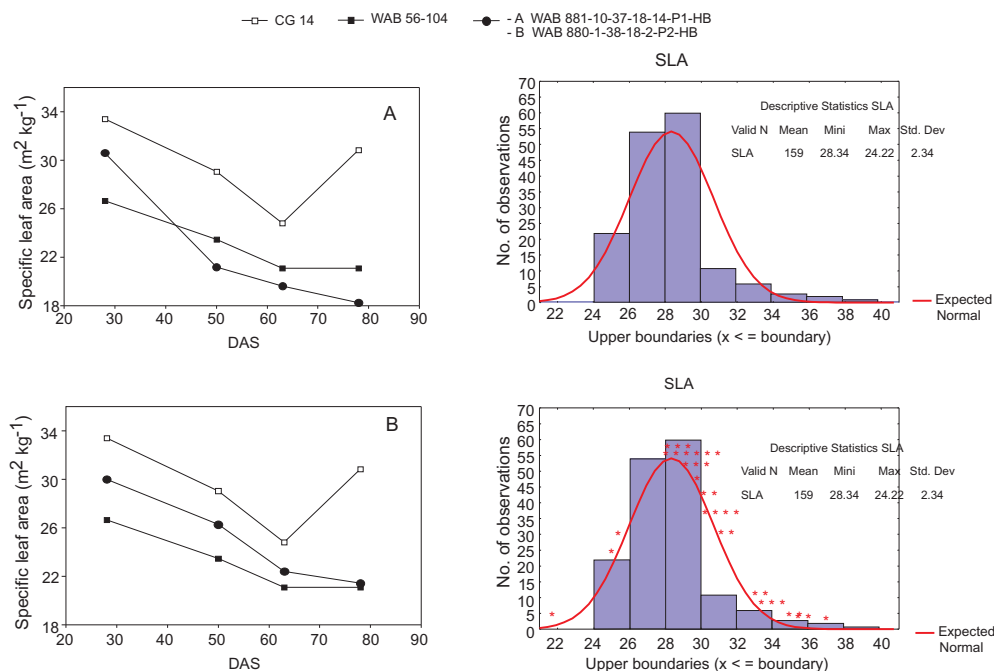 CG 14
WAB 56-104
- A WAB 881-10-37-18-14-P1-HB
- B WAB 880-1-38-18-2-P2-HB
A
Specific leaf area (m² kg⁻¹)
34
30
26
22
18
20 30 40 50 60 70 80 90
DAS
SLA
No. of observations
70
65
60
55
50
45
40
35
30
25
20
15
10
5
0
Descriptive Statistics SLA
Valid N Mean Mini Max Std. Dev
SLA 159 28.34 24.22 2.34
22 24 26 28 30 32 34 36 38 40
Upper boundaries (x < = boundary)
Expected
Normal
B
Specific leaf area (m² kg⁻¹)
34
30
26
22
18
20 30 40 50 60 70 80 90
DAS
SLA
No. of observations
70
65
60
55
50
45
40
35
30
25
20
15
10
5
0
Descriptive Statistics SLA
Valid N Mean Mini Max Std. Dev
SLA 159 28.34 24.22 2.34
22 24 26 28 30 32 34 36 38 40
Upper boundaries (x < = boundary)
Expected
Normal